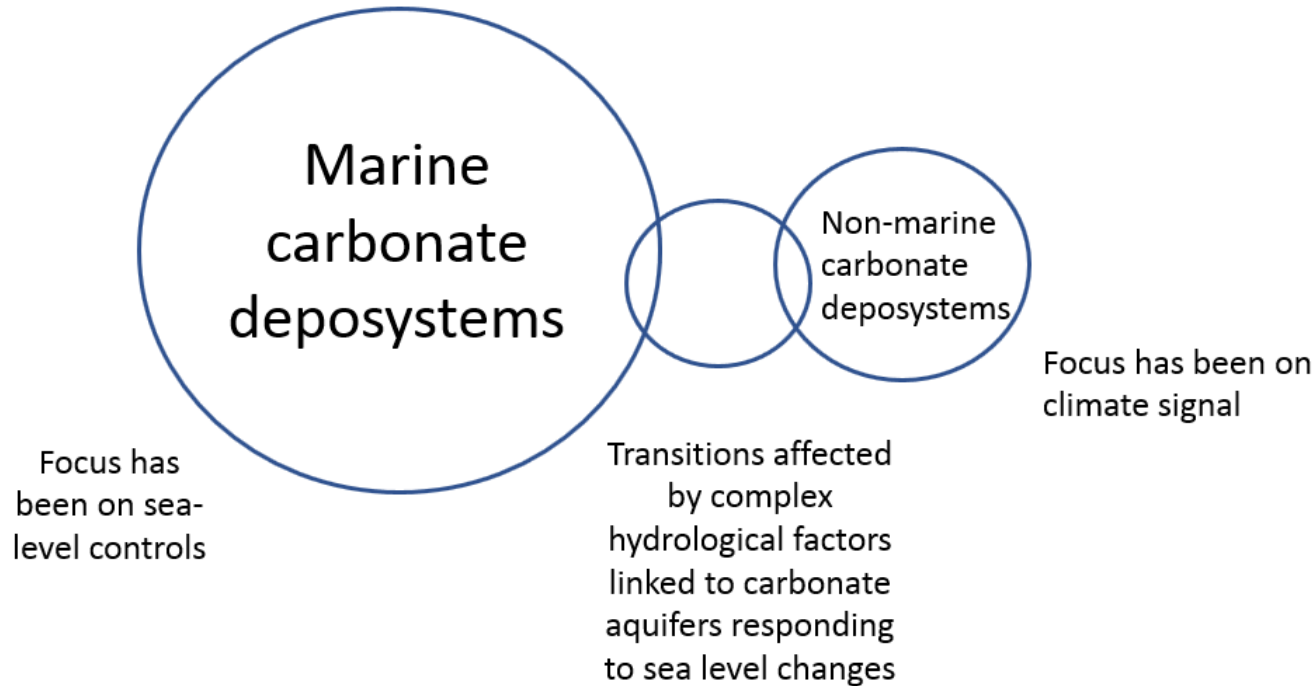 Marine
carbonate
deposystems
Non-marine
carbonate
deposystems
Focus has been on
climate signal
Focus has
been on sea-
level controls
Transitions affected
by complex
hydrological factors
linked to carbonate
aquifers responding
to sea level changes